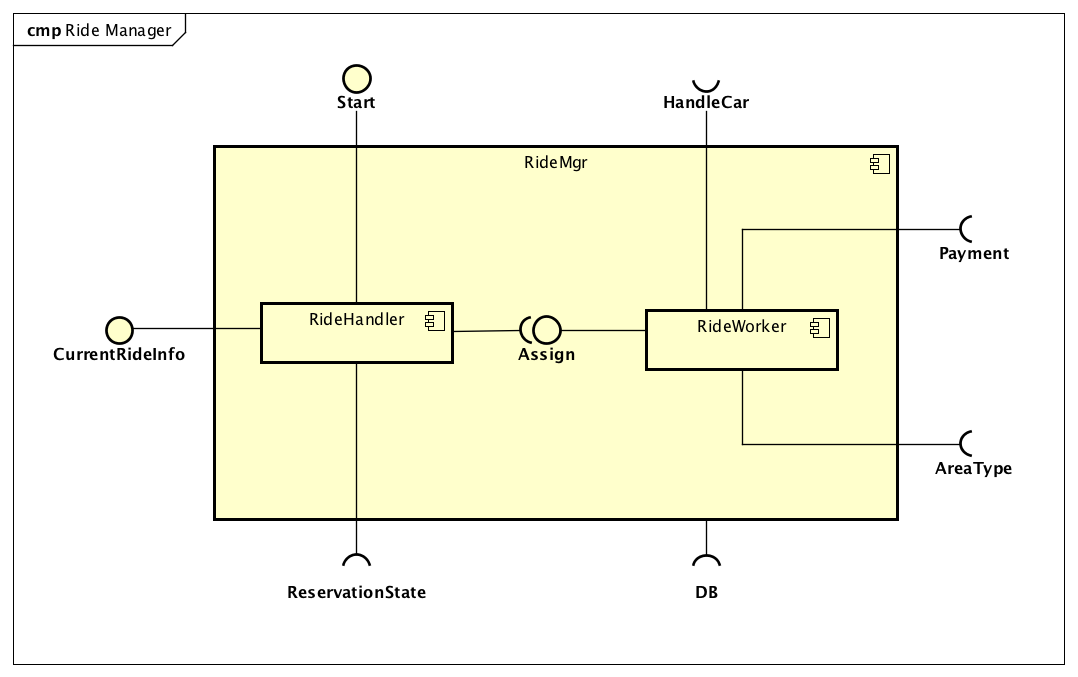 cmp Ride Manager
Start
HandleCar
RideMgr
Payment
RideHandler
RideWorker
CurrentRideInfo
Assign
AreaType
ReservationState
DB